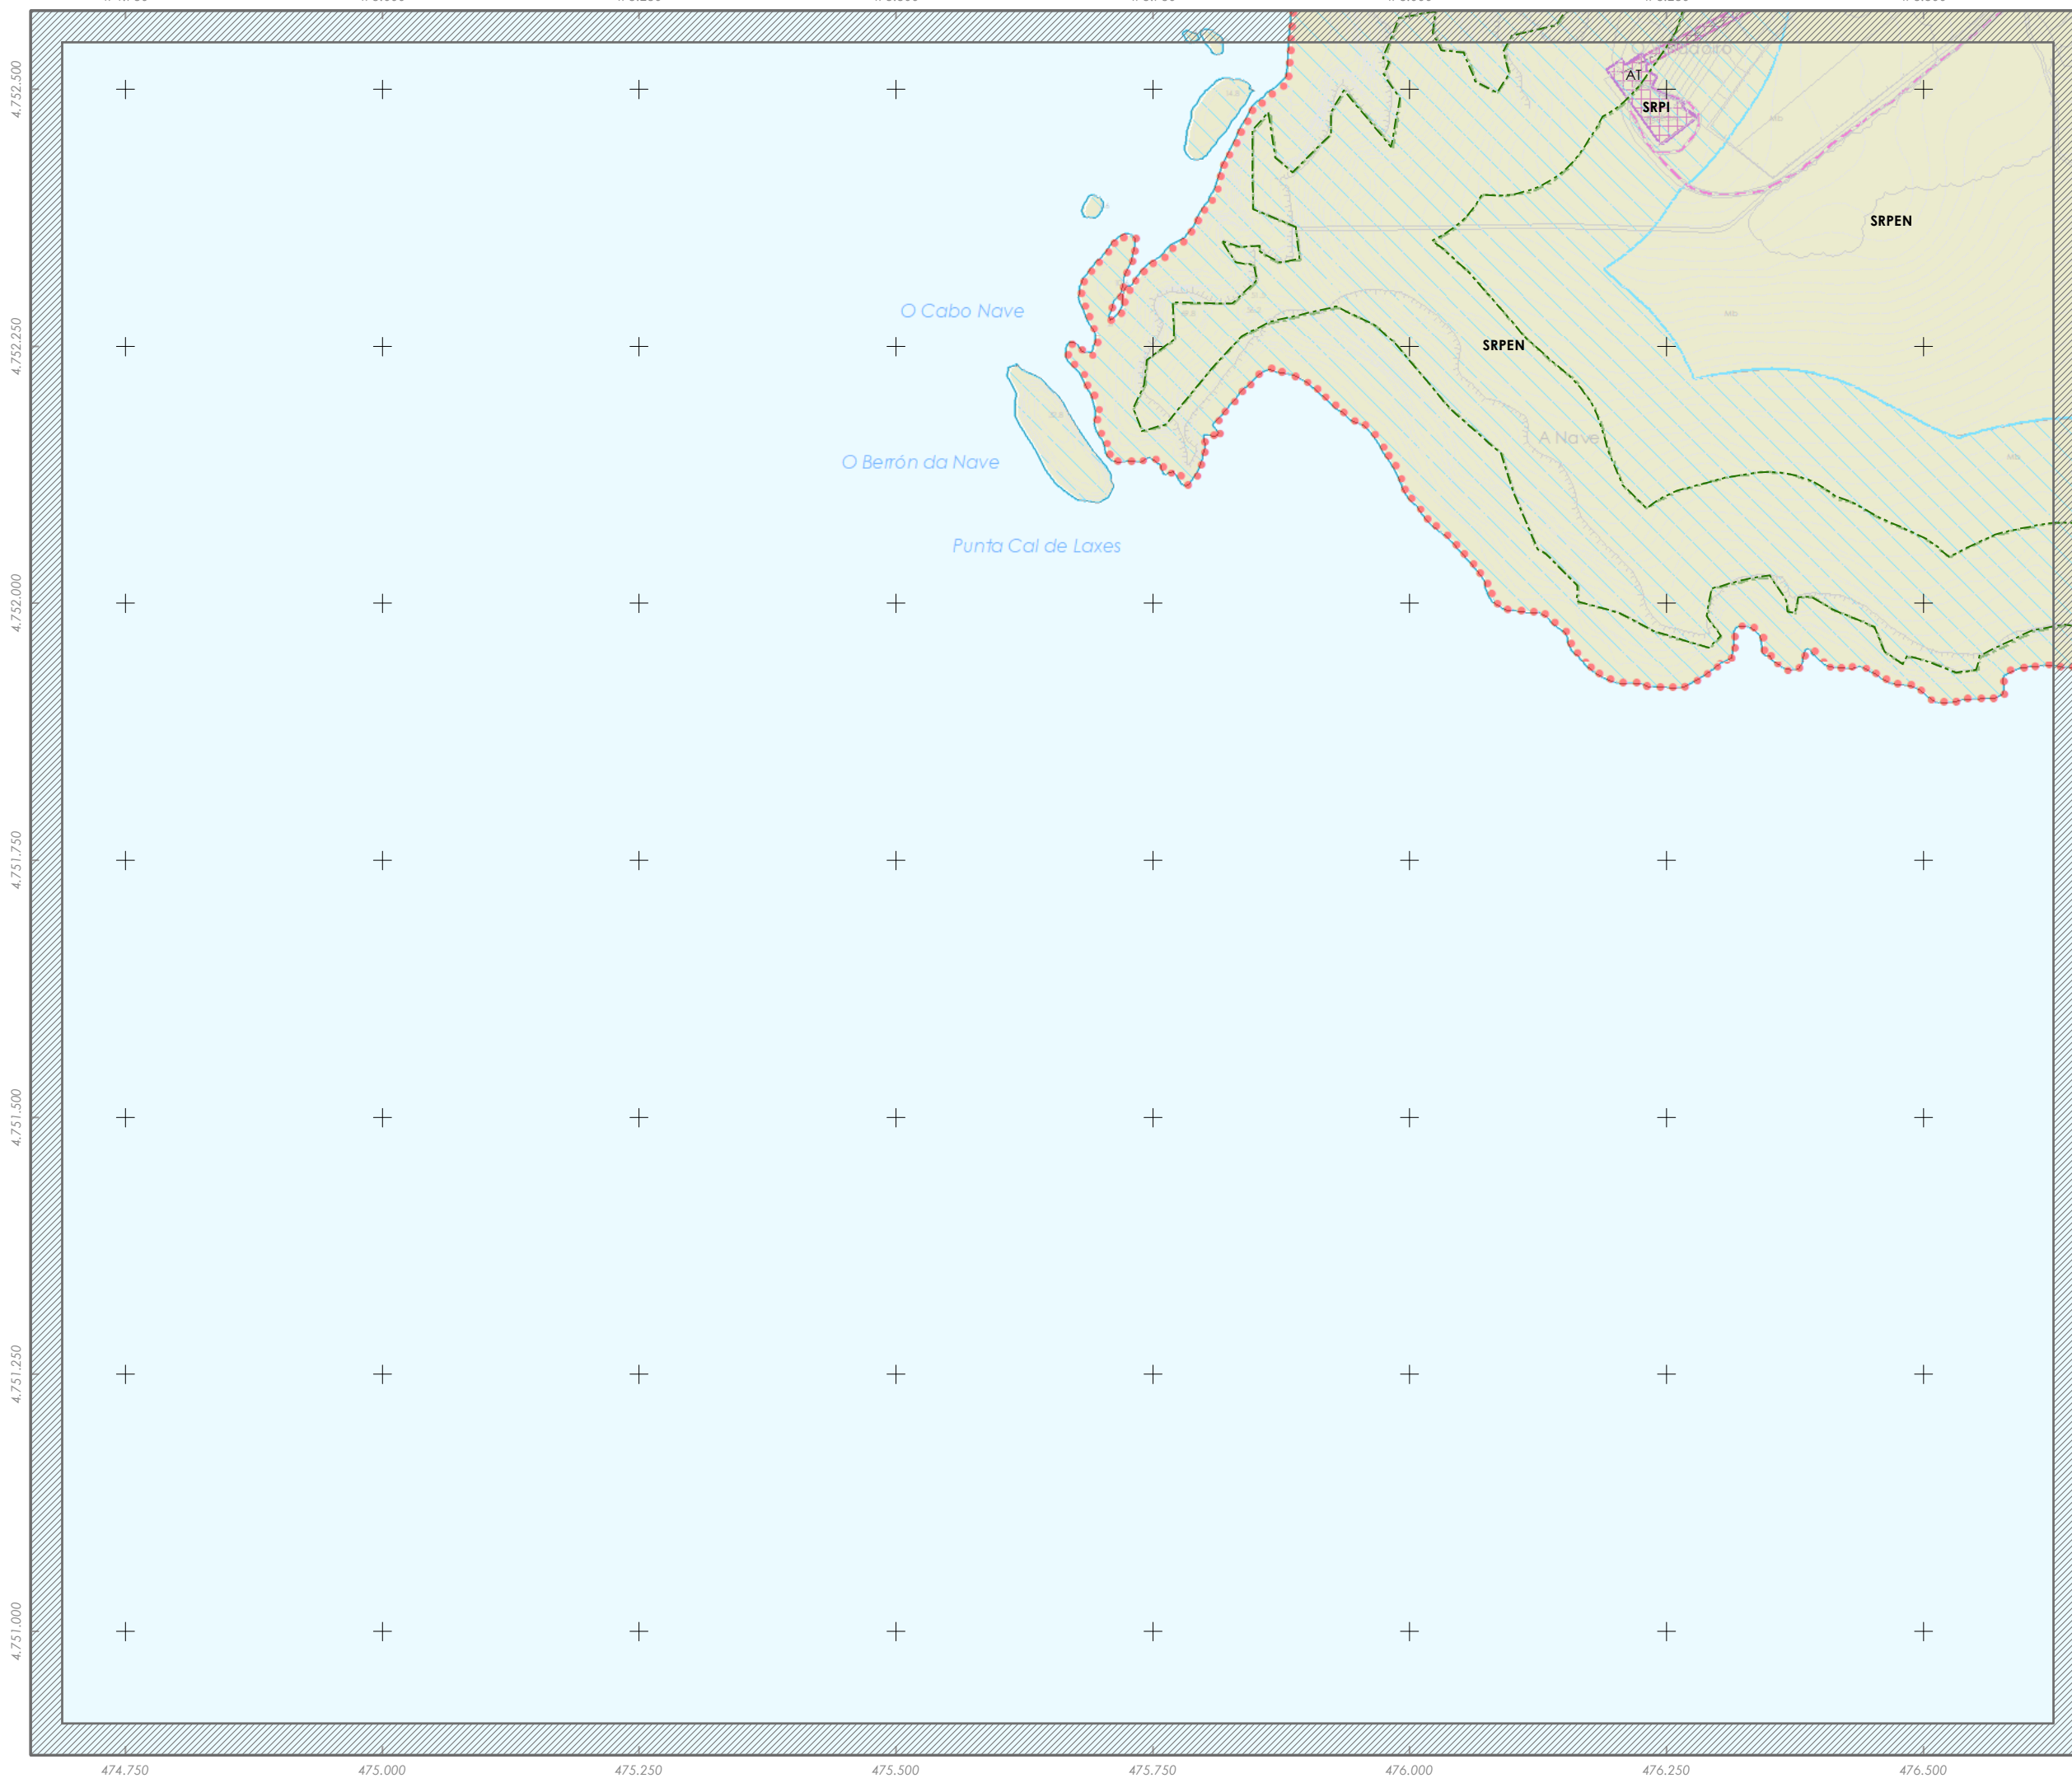 AT
SRPI
SRPEN
O Cabo Nave
SRPEN
A Nave
O Berrón da Nave
Punta Cal de Laxes
4.752.500
4.752.250
4.752.000
4.751.750
4.751.500
4.751.250
4.751.000
474.750
475.000
475.250
475.500
475.750
476.000
476.250
476.500